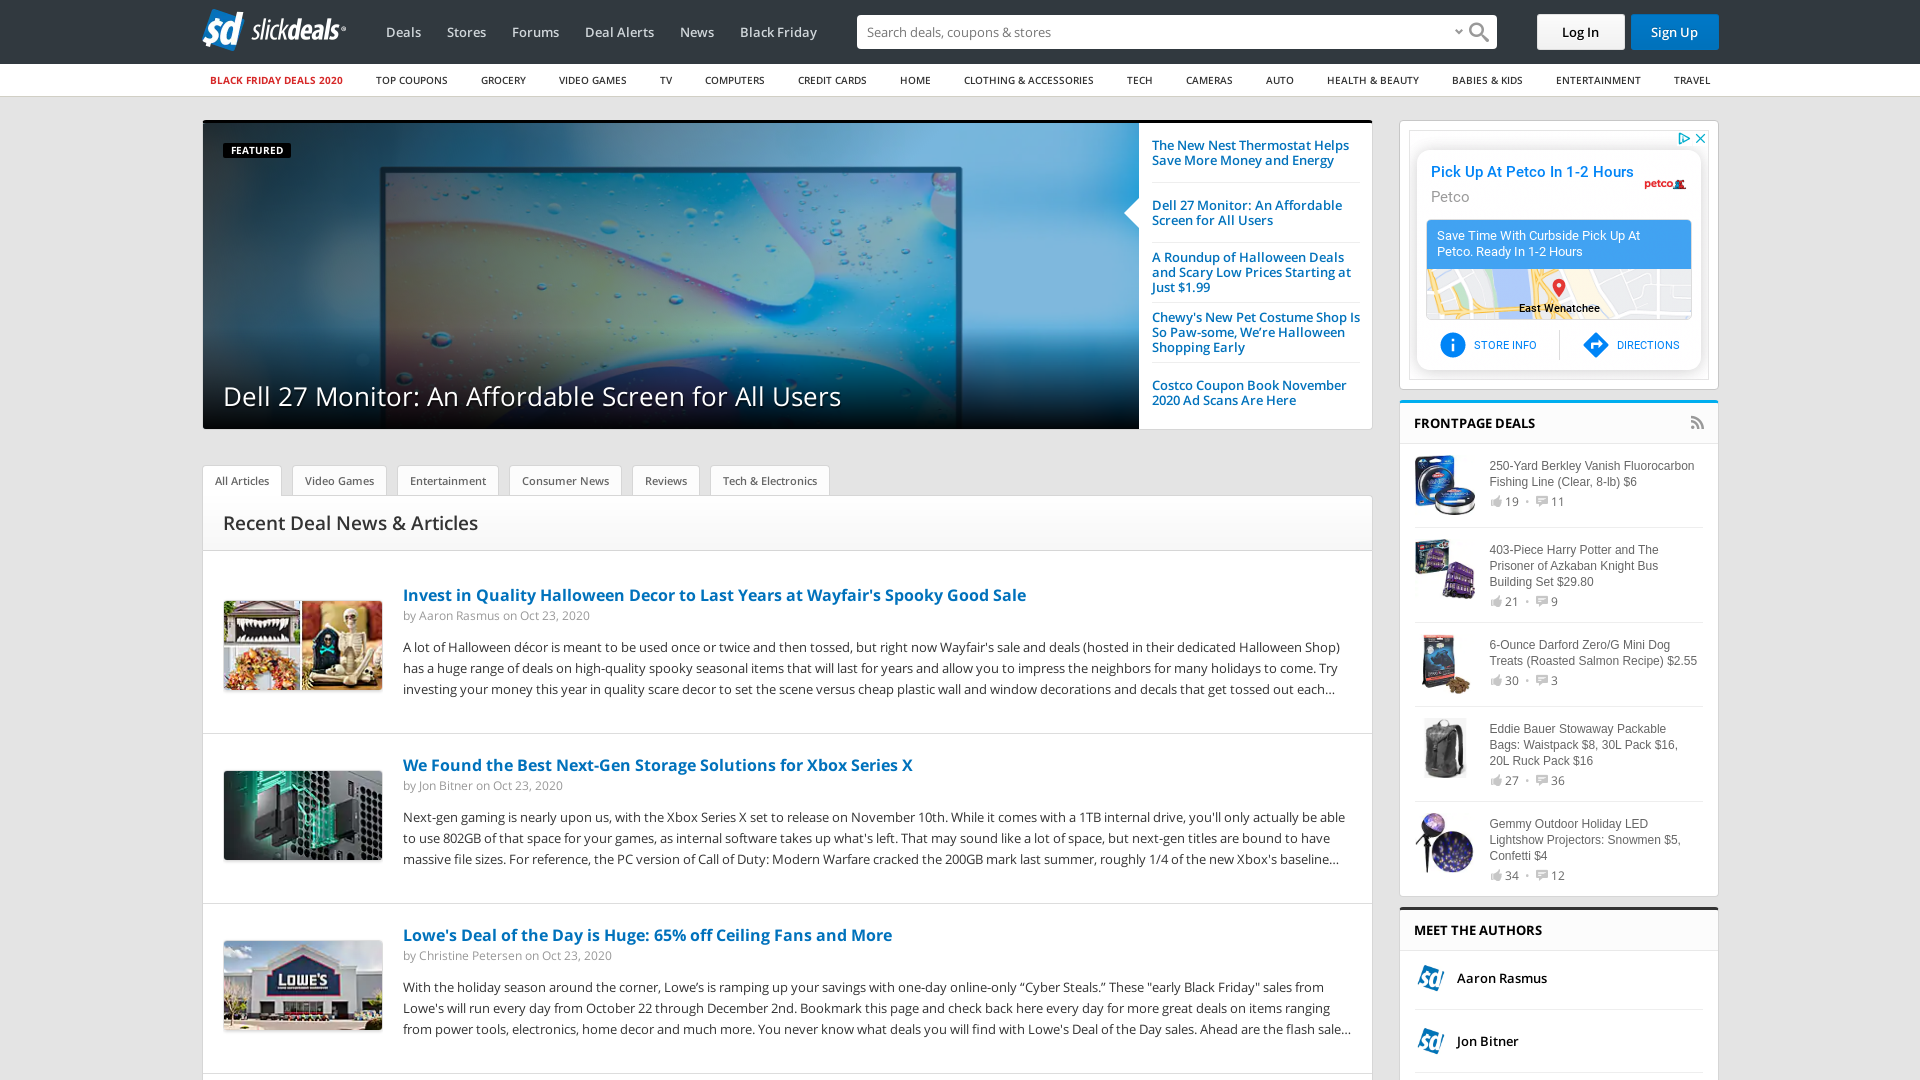 slickdeals
Deals
Stores
Forums
Deal Alerts
News
Black Friday
Search deals, coupons & stores
Log In
Sign Up
BLACK FRIDAY DEALS 2020
TOP COUPONS
GROCERY
VIDEO GAMES
TV
COMPUTERS
CREDIT CARDS
HOME
CLOTHING & ACCESSORIES
TECH
CAMERAS
AUTO
HEALTH & BEAUTY
BABIES & KIDS
ENTERTAINMENT
TRAVEL
FEATURED
Dell 27 Monitor: An Affordable Screen for All Users
The New Nest Thermostat Helps
Save More Money and Energy
Dell 27 Monitor: An Affordable
Screen for All Users
A Roundup of Halloween Deals
and Scary Low Prices Starting at
Just $1.99
Chewy's New Pet Costume Shop Is
So Paw-some, We’re Halloween
Shopping Early
Costco Coupon Book November
2020 Ad Scans Are Here
Pick Up At Petco In 1-2 Hours
Petco
petco
Save Time With Curbside Pick Up At
Petco. Ready In 1-2 Hours
East Wenatchee
STORE INFO
DIRECTIONS
All Articles
Video Games
Entertainment
Consumer News
Reviews
Tech & Electronics
Recent Deal News & Articles
Invest in Quality Halloween Decor to Last Years at Wayfair's Spooky Good Sale
by Aaron Rasmus on Oct 23, 2020
A lot of Halloween décor is meant to be used once or twice and then tossed, but right now Wayfair's sale and deals (hosted in their dedicated Halloween Shop)
has a huge range of deals on high-quality spooky seasonal items that will last for years and allow you to impress the neighbors for many holidays to come. Try
investing your money this year in quality scare decor to set the scene versus cheap plastic wall and window decorations and decals that get tossed out each...
We Found the Best Next-Gen Storage Solutions for Xbox Series X
by Jon Bitner on Oct 23, 2020
Next-gen gaming is nearly upon us, with the Xbox Series X set to release on November 10th. While it comes with a 1TB internal drive, you'll only actually be able
to use 802GB of that space for your games, as internal software takes up what's left. That may sound like a lot of space, but next-gen titles are bound to have
massive file sizes. For reference, the PC version of Call of Duty: Modern Warfare cracked the 200GB mark last summer, roughly 1/4 of the new Xbox's baseline...
LOWE'S
Lowe's Deal of the Day is Huge: 65% off Ceiling Fans and More
by Christine Petersen on Oct 23, 2020
With the holiday season around the corner, Lowe’s is ramping up your savings with one-day online-only “Cyber Steals.” These "early Black Friday" sales from
Lowe's will run every day from October 22 through December 2nd. Bookmark this page and check back here every day for more great deals on items ranging
from power tools, electronics, home decor and much more. You never know what deals you will find with Lowe's Deal of the Day sales. Ahead are the flash sale...
FRONTPAGE DEALS
250-Yard Berkley Vanish Fluorocarbon
Fishing Line (Clear, 8-lb) $6
19 • 11
403-Piece Harry Potter and The
Prisoner of Azkaban Knight Bus
Building Set $29.80
21 • 9
6-Ounce Darford Zero/G Mini Dog
Treats (Roasted Salmon Recipe) $2.55
30 • 3
Eddie Bauer Stowaway Packable
Bags: Waistpack $8, 30L Pack $16,
20L Ruck Pack $16
27 • 36
Gemmy Outdoor Holiday LED
Lightshow Projectors: Snowmen $5,
Confetti $4
34 • 12
MEET THE AUTHORS
Aaron Rasmus
Jon Bitner